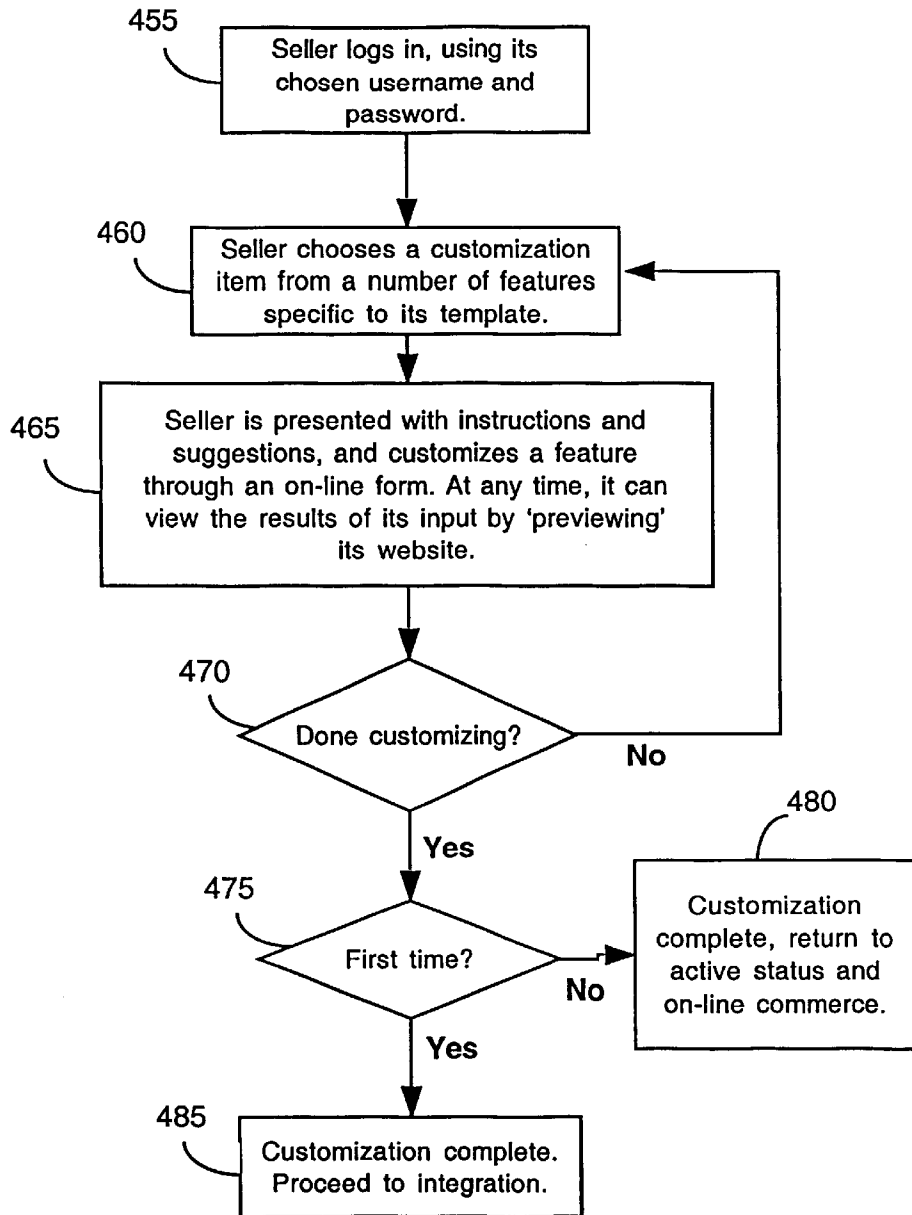 455
Seller logs in, using its
chosen username and
password.
460
Seller chooses a customization
item from a number of features
specific to its template.
465
Seller is presented with instructions and
suggestions, and customizes a feature
through an on-line form. At any time, it can
view the results of its input by ‘previewing’
its website.
470
Done customizing?
No
Yes
475
First time?
No
480
Customization
complete, return to
active status and
on-line commerce.
Yes
485
Customization complete.
Proceed to integration.